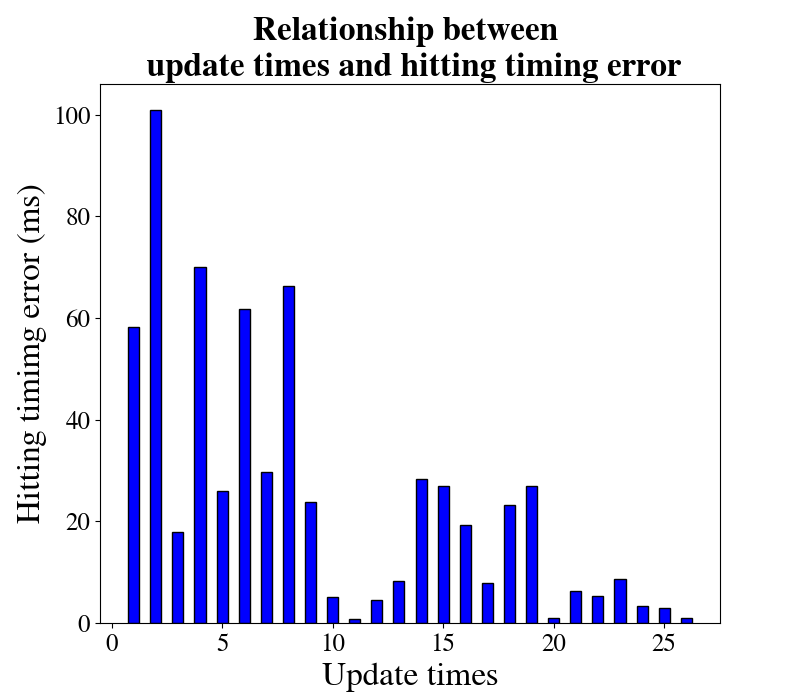 Relationship between
update times and hitting timing error
Hitting timimg error (ms)
100
80
60
40
20
0
0 5 10 15 20 25
Update times